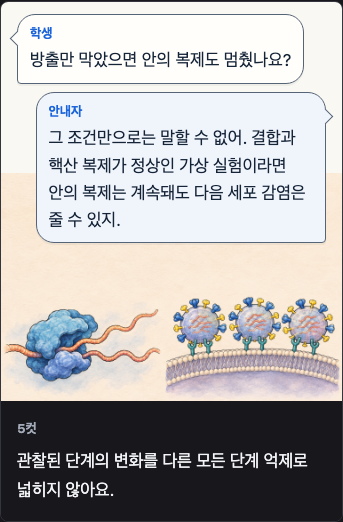 학생
방출만 막았으면 안의 복제도 멈췄나요?
안내자
그 조건만으로는 말할 수 없어. 결합과
핵산 복제가 정상인 가상 실험이라면
안의 복제는 계속돼도 다음 세포 감염은
줄 수 있지.
5컷
관찰된 단계의 변화를 다른 모든 단계 억제로
넓히지 않아요.